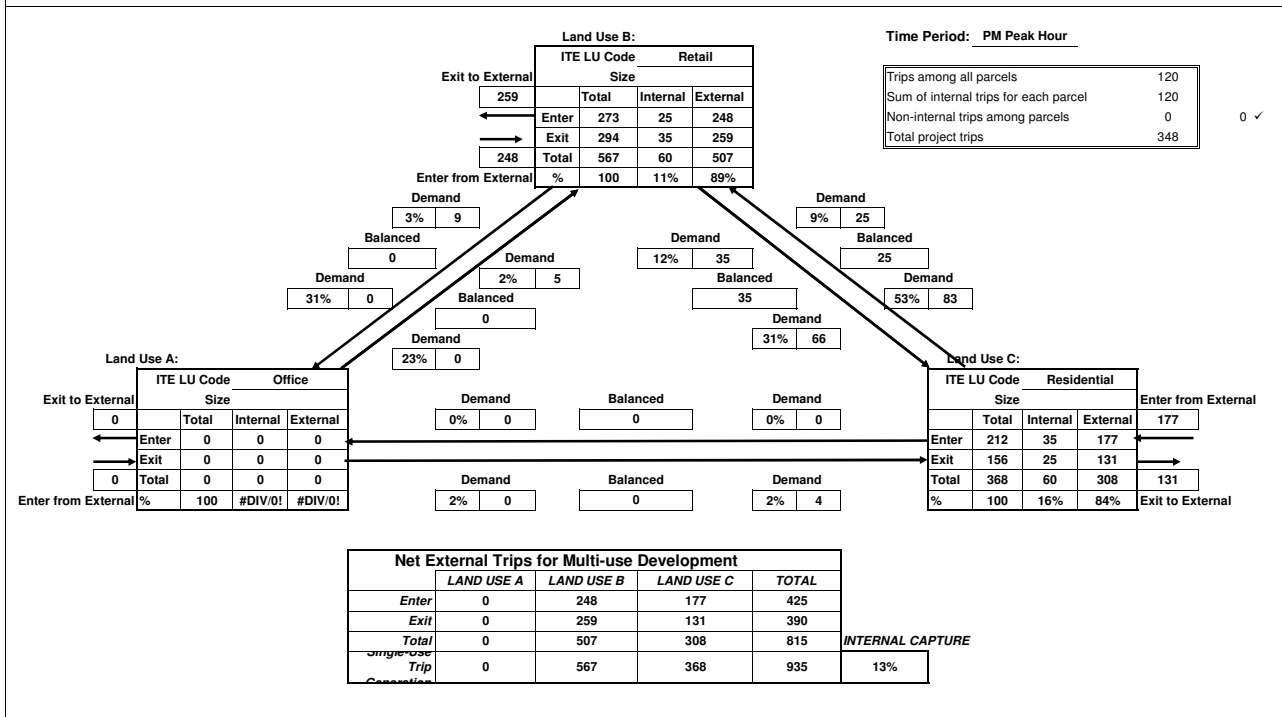 Land Use B:
Time Period: PM Peak Hour
ITE LU Code Retail
Exit to External Size
259 Total Internal External
Enter 273 25 248
Exit 294 35 259
248 Total 567 60 507
Enter from External % 100 11% 89%
Trips among all parcels 120
Sum of internal trips for each parcel 120
Non-internal trips among parcels 0 0 ✓
Total project trips 348
Demand
3% 9
Balanced
0
Demand
31% 0
Demand
2% 5
Balanced
0
Demand
23% 0
Demand
12% 35
Balanced
35
Demand
31% 66
Demand
9% 25
Balanced
25
Demand
53% 83
Land Use A:
ITE LU Code Office
Exit to External Size
0 Total Internal External
Enter 0 0 0
Exit 0 0 0
0 Total 0 0 0
Enter from External % 100 #DIV/0! #DIV/0!
Demand Balanced Demand
0% 0 0 0% 0
Demand Balanced Demand
2% 0 0 2% 4
Land Use C:
ITE LU Code Residential
Size Enter from External
Total Internal External 177
Enter 212 35 177
Exit 156 25 131
Total 368 60 308 131
% 100 16% 84% Exit to External
Net External Trips for Multi-use Development
LAND USE A LAND USE B LAND USE C TOTAL
Enter 0 248 177 425
Exit 0 259 131 390
Total 0 507 308 815 INTERNAL CAPTURE
Single-Use
Trip 0 567 368 935 13%
Generation